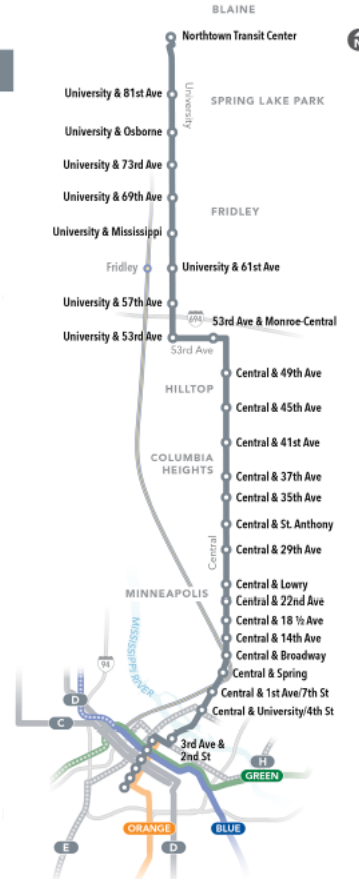 BLAINE
Northtown Transit Center
University & 81st Ave
University
SPRING LAKE PARK
University & Osborne
University & 73rd Ave
University & 69th Ave
FRIDLEY
University & Mississippi
Fridley
University & 61st Ave
University & 57th Ave
694
53rd Ave & Monroe-Central
University & 53rd Ave
53rd Ave
Central & 49th Ave
HILLTOP
Central & 45th Ave
Central & 41st Ave
COLUMBIA
HEIGHTS
Central & 37th Ave
Central & 35th Ave
Central & St. Anthony
Central
Central & 29th Ave
Central & Lowry
MINNEAPOLIS
Central & 22nd Ave
Central & 18 ½ Ave
Central & 14th Ave
MISSISSIPPI RIVER
Central & Broadway
94
Central & Spring
Central & 1st Ave/7th St
D
Central & University/4th St
C
3rd Ave &
2nd St
H
GREEN
ORANGE
BLUE
E
D